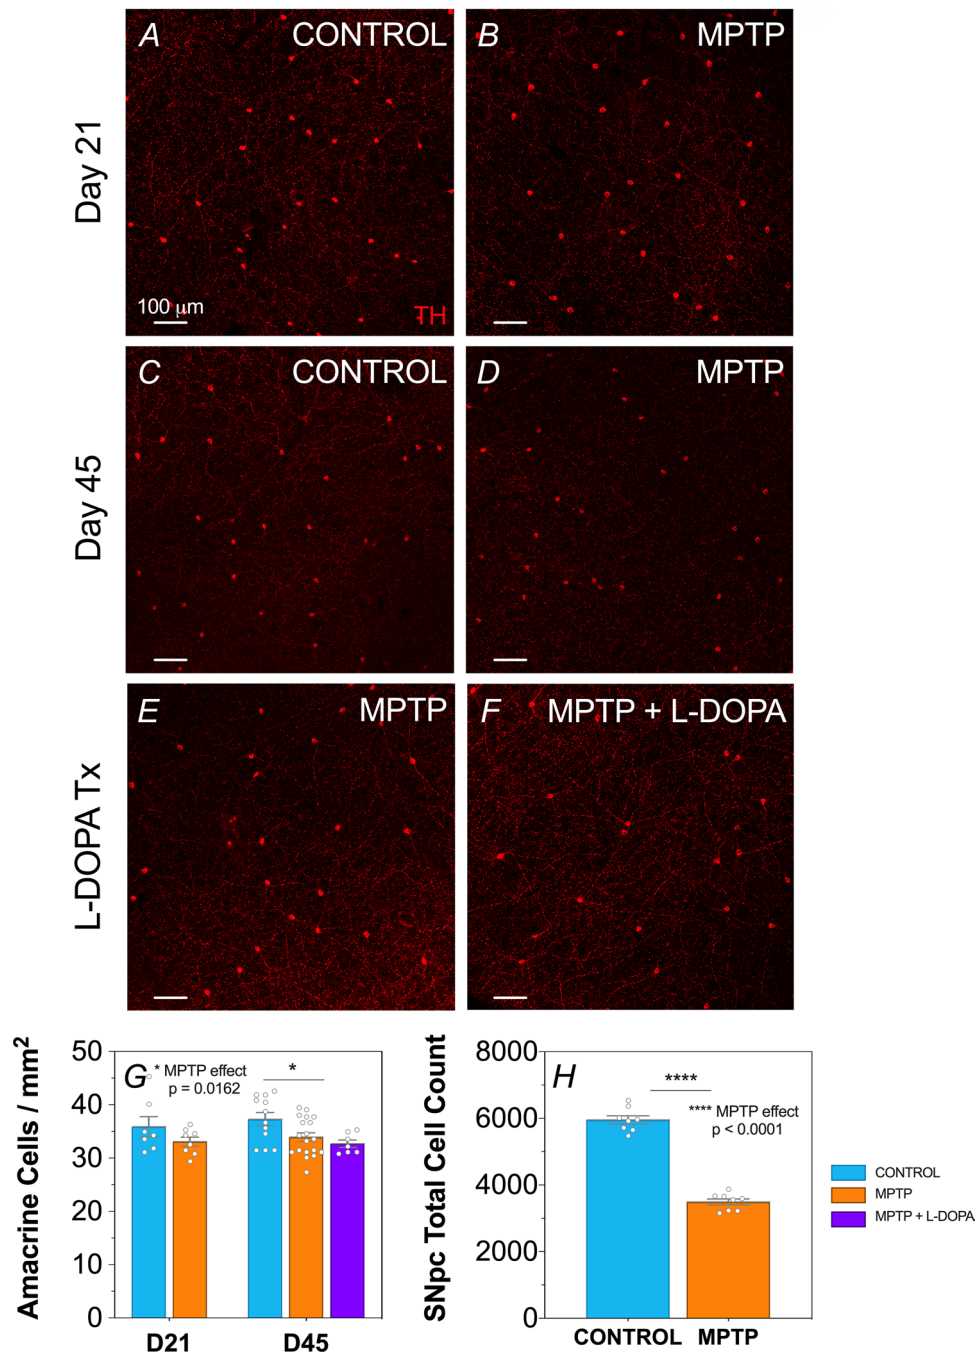 A CONTROL
B MPTP
Day 21
100 μm
TH
C CONTROL
D MPTP
Day 45
E MPTP
F MPTP + L-DOPA
L-DOPA Tx
G
* MPTP effect
p = 0.0162
*
Amacrine Cells / mm²
50
40
30
20
10
0
D21 D45
H
****
**** MPTP effect
p < 0.0001
SNpc Total Cell Count
8000
6000
4000
2000
0
CONTROL MPTP
CONTROL
MPTP
MPTP + L-DOPA